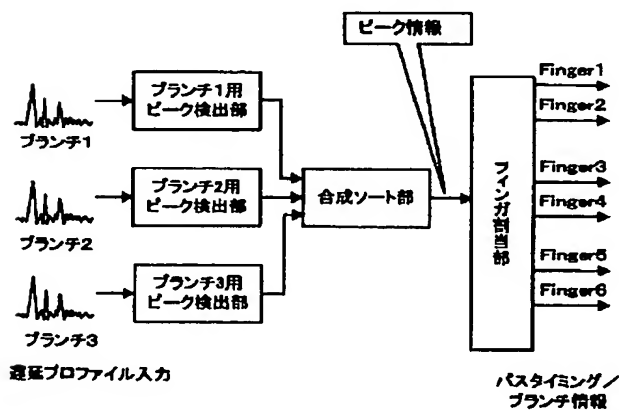 ピーク情報
ブランチ1用
ピーク検出部
ブランチ1
ブランチ2用
ピーク検出部
ブランチ2
ブランチ3用
ピーク検出部
ブランチ3
合成ソート部
フィンガ割当部
Finger1
Finger2
Finger3
Finger4
Finger5
Finger6
遅延プロファイル入力
パスタイミング／
ブランチ情報